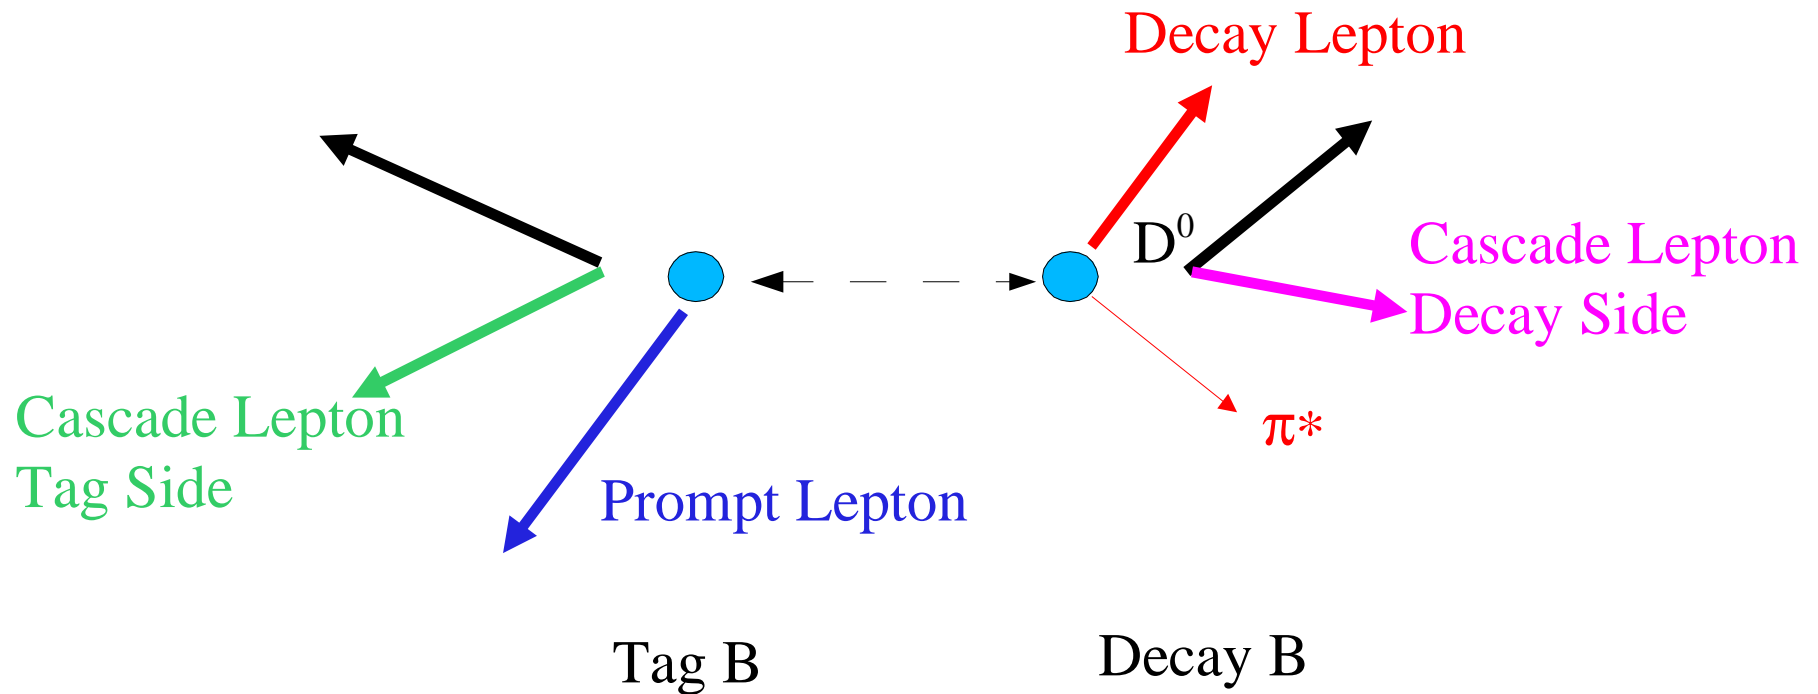 Decay Lepton
D⁰
Cascade Lepton
Decay Side
Cascade Lepton
Tag Side
π*
Prompt Lepton
Tag B
Decay B